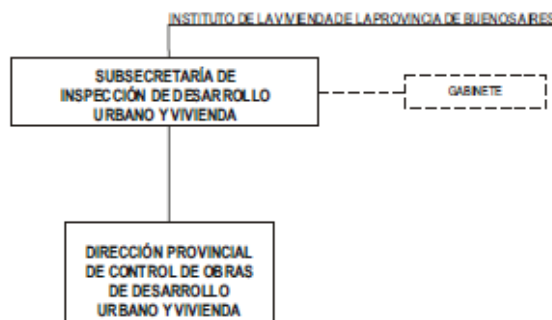 INSTITUTO DE LA VIVIENDA DE LA PROVINCIA DE BUENOS AIRES
SUBSECRETARÍA DE
INSPECCIÓN DE DESARROLLO
URBANO Y VIVIENDA
GABINETE
DIRECCIÓN PROVINCIAL
DE CONTROL DE OBRAS
DE DESARROLLO
URBANO Y VIVIENDA